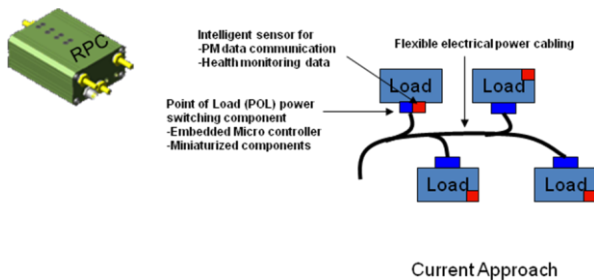 RPC
Intelligent sensor for
-PM data communication
-Health monitoring data
Flexible electrical power cabling
Point of Load (POL) power
switching component
-Embedded Micro controller
-Miniaturized components
Load
Load
Load
Load
Current Approach